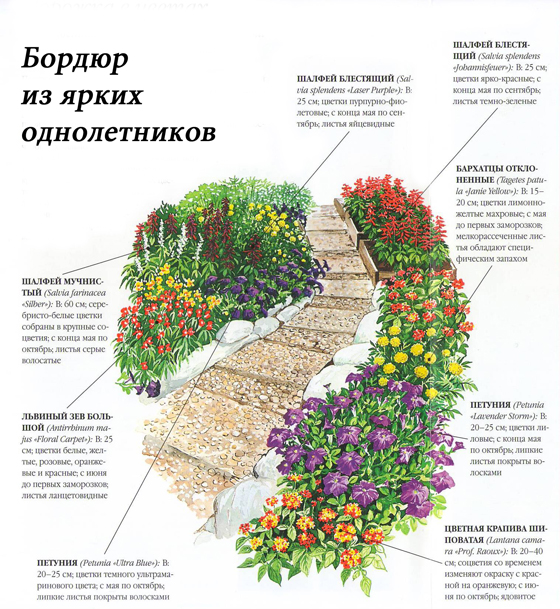 Бордюр
из ярких
однолетников
ШАЛФЕЙ БЛЕСТЯЩИЙ (Sal-
via splendens «Laser Purple»): В:
25 см; цветки пурпурно-фио-
летовые; с конца мая по сен-
тябрь; листья яйцевидные
ШАЛФЕЙ БЛЕСТЯ-
ЩИЙ (Salvia splendens
«Johannisfeuer»): В: 25 см;
цветки ярко-красные; с
конца мая по сентябрь;
листья темно-зеленые
БАРХАТЦЫ ОТКЛО-
НЕННЫЕ (Tagetes patu-
la «Janie Yellow»): В: 15–
20 см; цветки лимонно-
желтые махровые; с мая
до первых заморозков;
мелкорассеченные лис-
тья обладают специ-
фическим запахом
ШАЛФЕЙ МУЧНИС-
ТЫЙ (Salvia farinacea
«Silber»): В: 60 см; сере-
бристо-белые цветки
собраны в крупные со-
цветия; с конца мая по
октябрь; листья серые
волосатые
ЛЬВИНЫЙ ЗЕВ БОЛЬ-
ШОЙ (Antirrhinum ma-
jus «Floral Carpet»): В: 25
см; цветки белые, жел-
тые, розовые, оранже-
вые и красные; с июня
до первых заморозков;
листья ланцетовидные
ПЕТУНИЯ (Petunia
«Lavender Storm»): В:
20–25 см; цветки ли-
ловые; с конца мая
по октябрь; липкие
листья покрыты во-
лосками
ПЕТУНИЯ (Petunia «Ultra Blue»): В:
20–25 см; цветки темного ультрама-
ринового цвета; с мая по октябрь;
липкие листья покрыты волосками
ЦВЕТНАЯ КРАПИВА ШИ-
ПОВАТАЯ (Lantana cama-
ra «Prof. Raoux»): В: 20–40
см; соцветия со временем
изменяют окраску с крас-
ной на оранжевую; с ию-
ня по октябрь; ядовитое